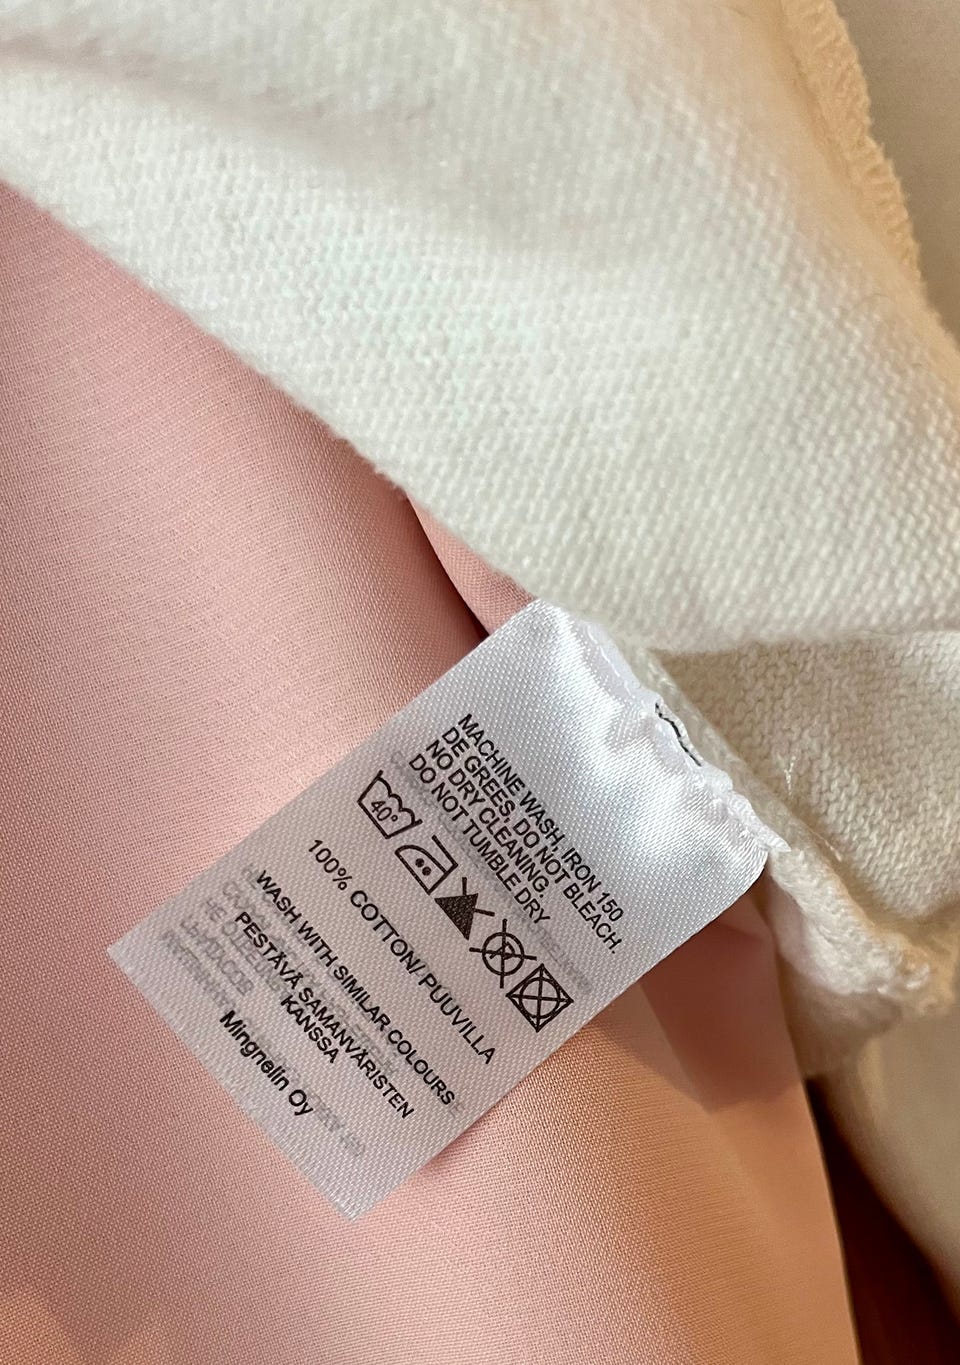 MACHINE WASH, IRON 150
DE GREES, DO NOT BLEACH.
NO DRY CLEANING.
DO NOT TUMBLE DRY
40°
100% COTTON/ PUUVILLA
WASH WITH SIMILAR COLOURS
PESTÄVÄ SAMANVÄRISTEN
KANSSA
Mingnelin Oy